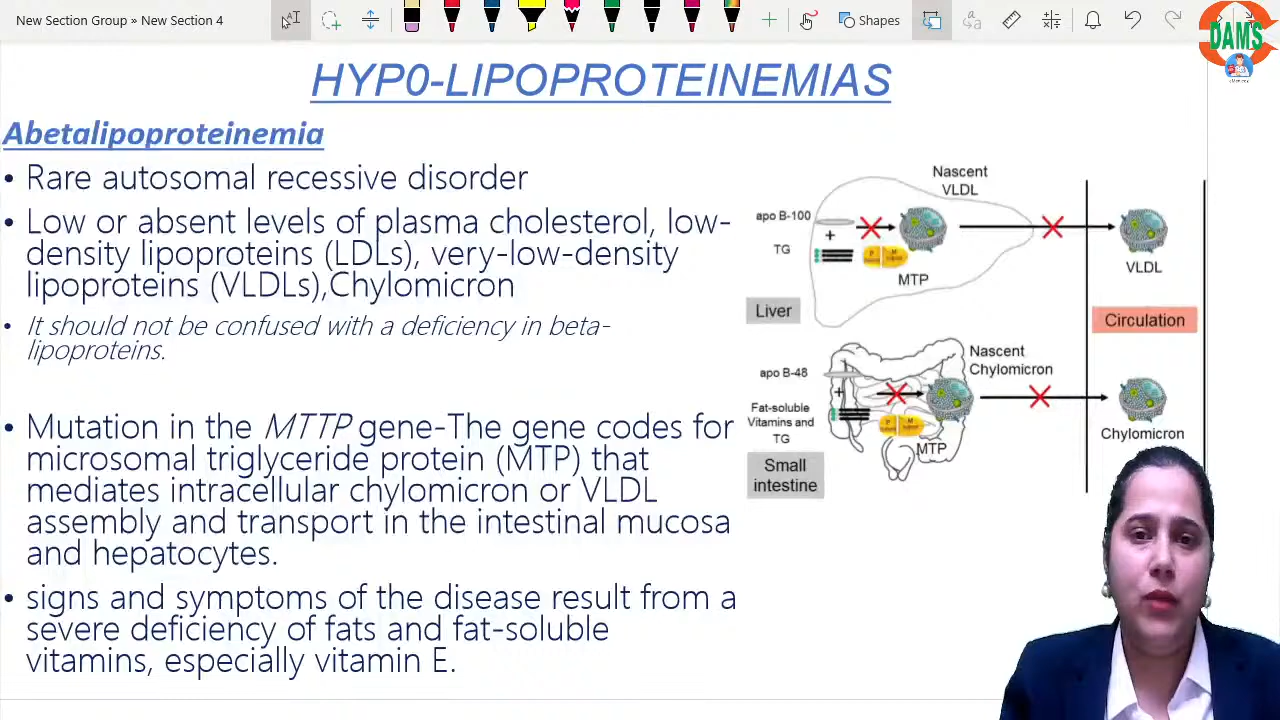 New Section Group » New Section 4
Shapes
DAMS
HYP0-LIPOPROTEINEMIAS
Abetalipoproteinemia
• Rare autosomal recessive disorder
• Low or absent levels of plasma cholesterol, low-
density lipoproteins (LDLs), very-low-density
lipoproteins (VLDLs),Chylomicron
• It should not be confused with a deficiency in beta-
lipoproteins.
• Mutation in the MTTP gene-The gene codes for
microsomal triglyceride protein (MTP) that
mediates intracellular chylomicron or VLDL
assembly and transport in the intestinal mucosa
and hepatocytes.
• signs and symptoms of the disease result from a
severe deficiency of fats and fat-soluble
vitamins, especially vitamin E.
Nascent
VLDL
apo B-100
+
TG
P
M
MTP
VLDL
Liver
Circulation
Nascent
Chylomicron
apo B-48
+
Fat-soluble
Vitamins and
TG
P
M
MTP
Chylomicron
Small
intestine